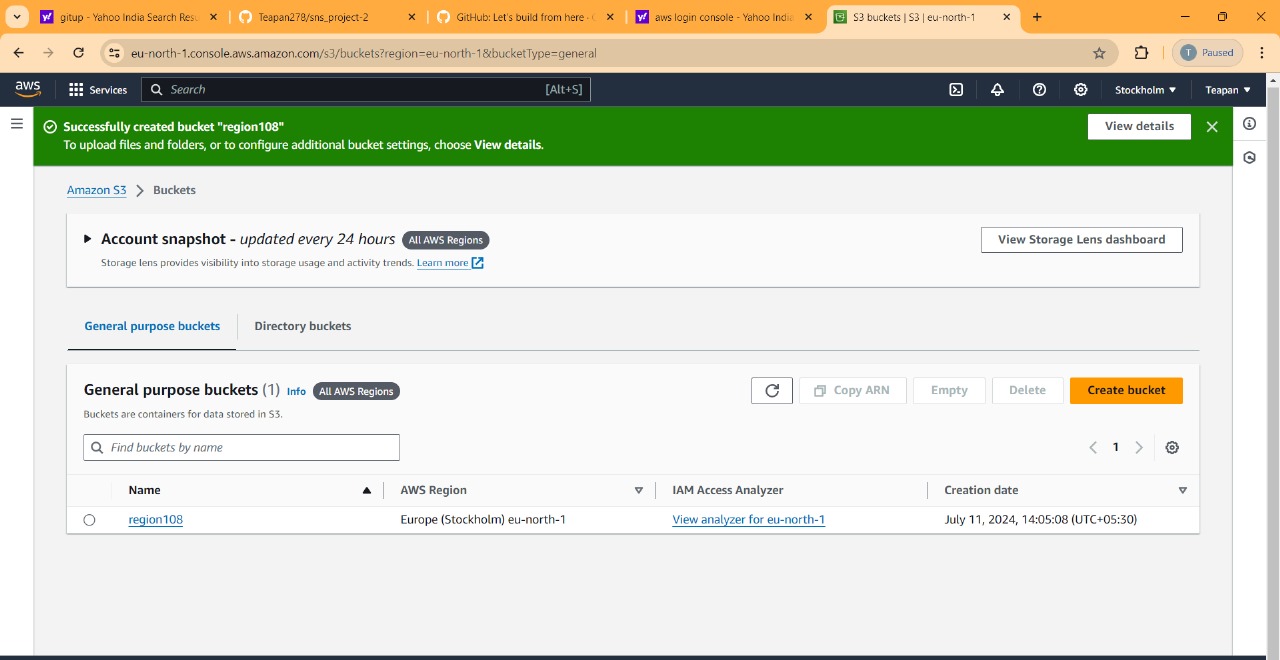 gitup - Yahoo India Search Resu
Teapan278/sns_project-2
GitHub: Let's build from here · G
aws login console - Yahoo India
S3 buckets | S3 | eu-north-1
eu-north-1.console.aws.amazon.com/s3/buckets?region=eu-north-1&bucketType=general
T Paused
aws Services Search [Alt+S] Stockholm Teapan
Successfully created bucket "region108"
To upload files and folders, or to configure additional bucket settings, choose View details.
View details
Amazon S3 Buckets
Account snapshot - updated every 24 hours All AWS Regions
View Storage Lens dashboard
Storage lens provides visibility into storage usage and activity trends. Learn more
General purpose buckets Directory buckets
General purpose buckets (1) Info All AWS Regions
Copy ARN Empty Delete Create bucket
Buckets are containers for data stored in S3.
Find buckets by name
1
Name AWS Region IAM Access Analyzer Creation date
region108 Europe (Stockholm) eu-north-1 View analyzer for eu-north-1 July 11, 2024, 14:05:08 (UTC+05:30)